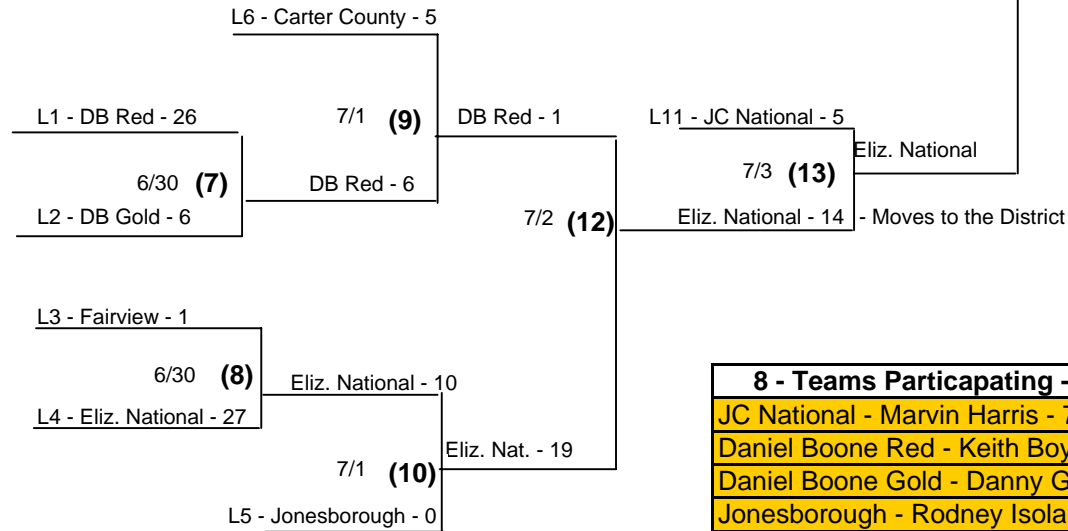 L6 - Carter County - 5
L1 - DB Red - 26
7/1 (9)
DB Red - 1
L11 - JC National - 5
6/30 (7)
DB Red - 6
7/3 (13)
Eliz. National
L2 - DB Gold - 6
7/2 (12)
Eliz. National - 14 - Moves to the District
L3 - Fairview - 1
6/30 (8)
Eliz. National - 10
L4 - Eliz. National - 27
7/1 (10)
Eliz. Nat. - 19
L5 - Jonesborough - 0
8 - Teams Particapating -
JC National - Marvin Harris - 7
Daniel Boone Red - Keith Boy
Daniel Boone Gold - Danny G
Jonesborough - Rodney Isola